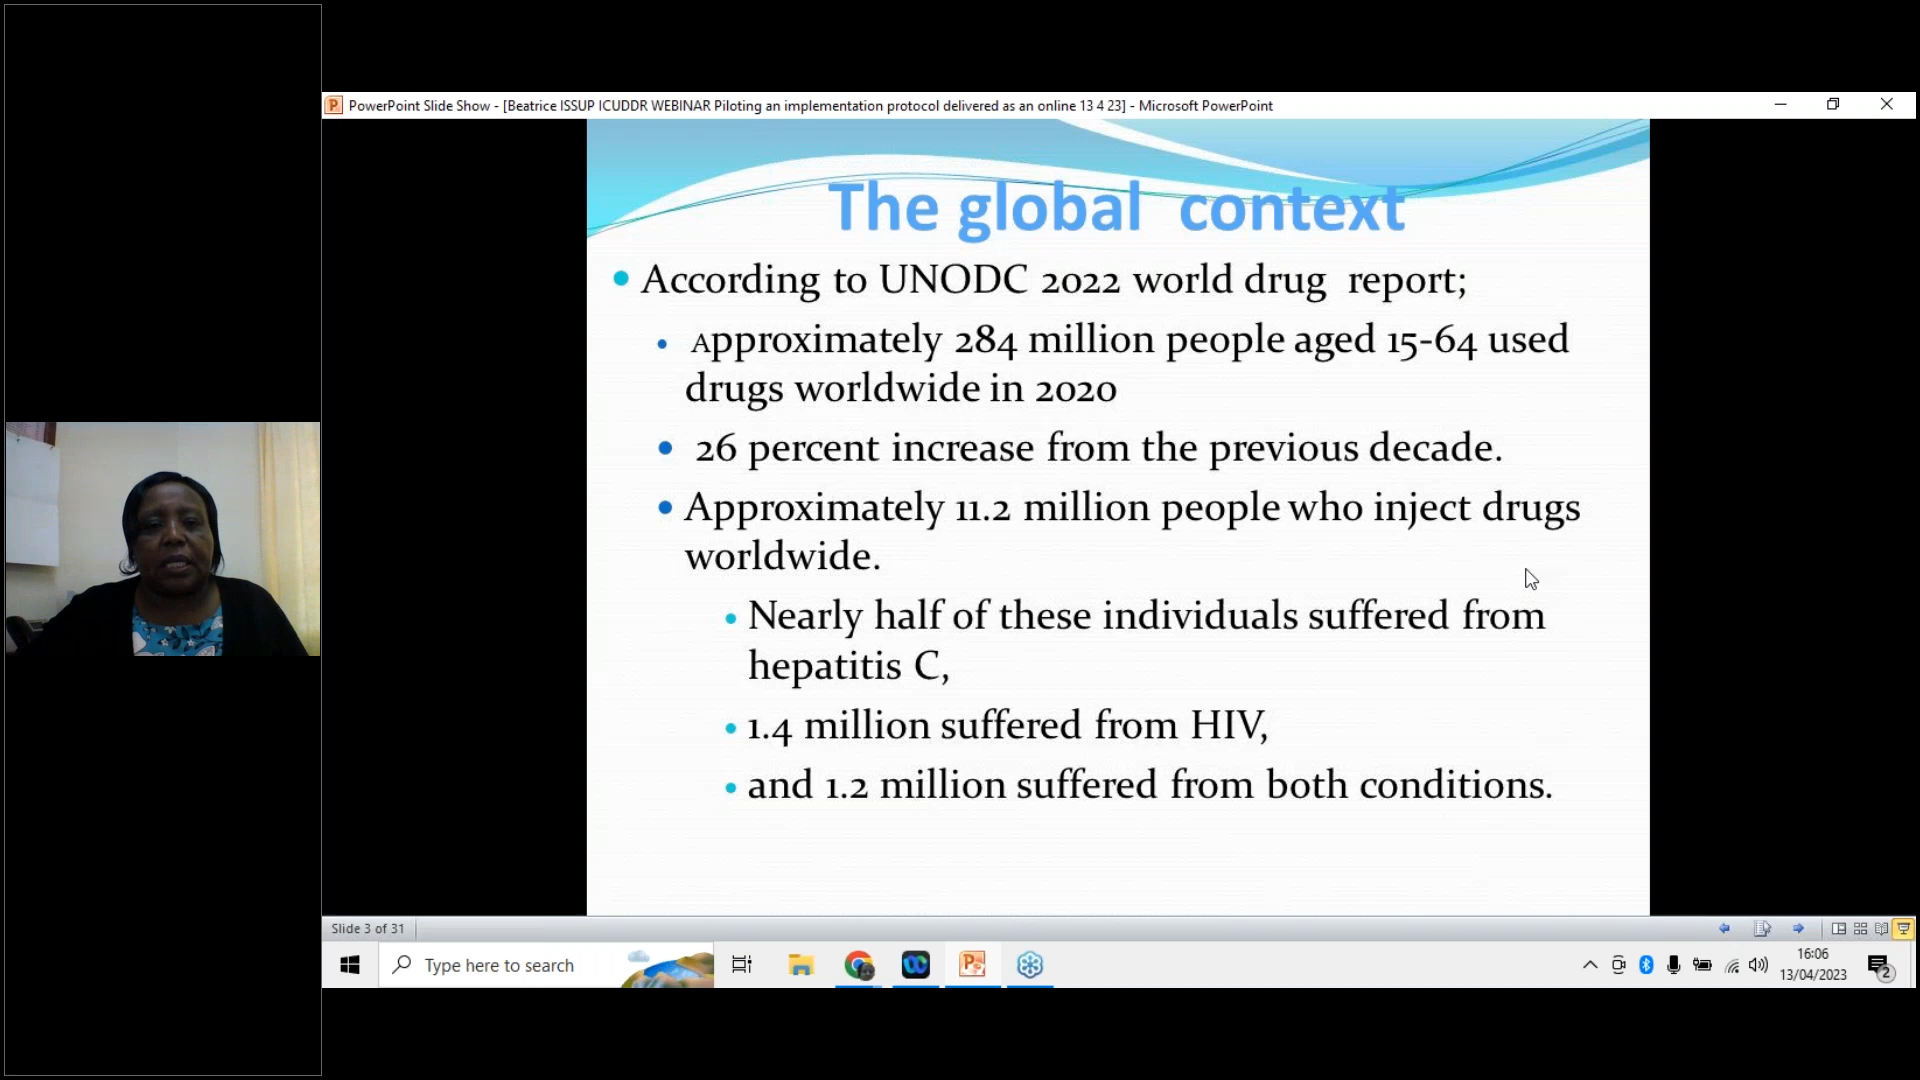 PowerPoint Slide Show - [Beatrice ISSUP ICUDDR WEBINAR Piloting an implementation protocol delivered as an online 13 4 23] - Microsoft PowerPoint
The global context
According to UNODC 2022 world drug report;
Approximately 284 million people aged 15-64 used
drugs worldwide in 2020
26 percent increase from the previous decade.
Approximately 11.2 million people who inject drugs
worldwide.
Nearly half of these individuals suffered from
hepatitis C,
1.4 million suffered from HIV,
and 1.2 million suffered from both conditions.
Slide 3 of 31
Type here to search
16:06
13/04/2023
2